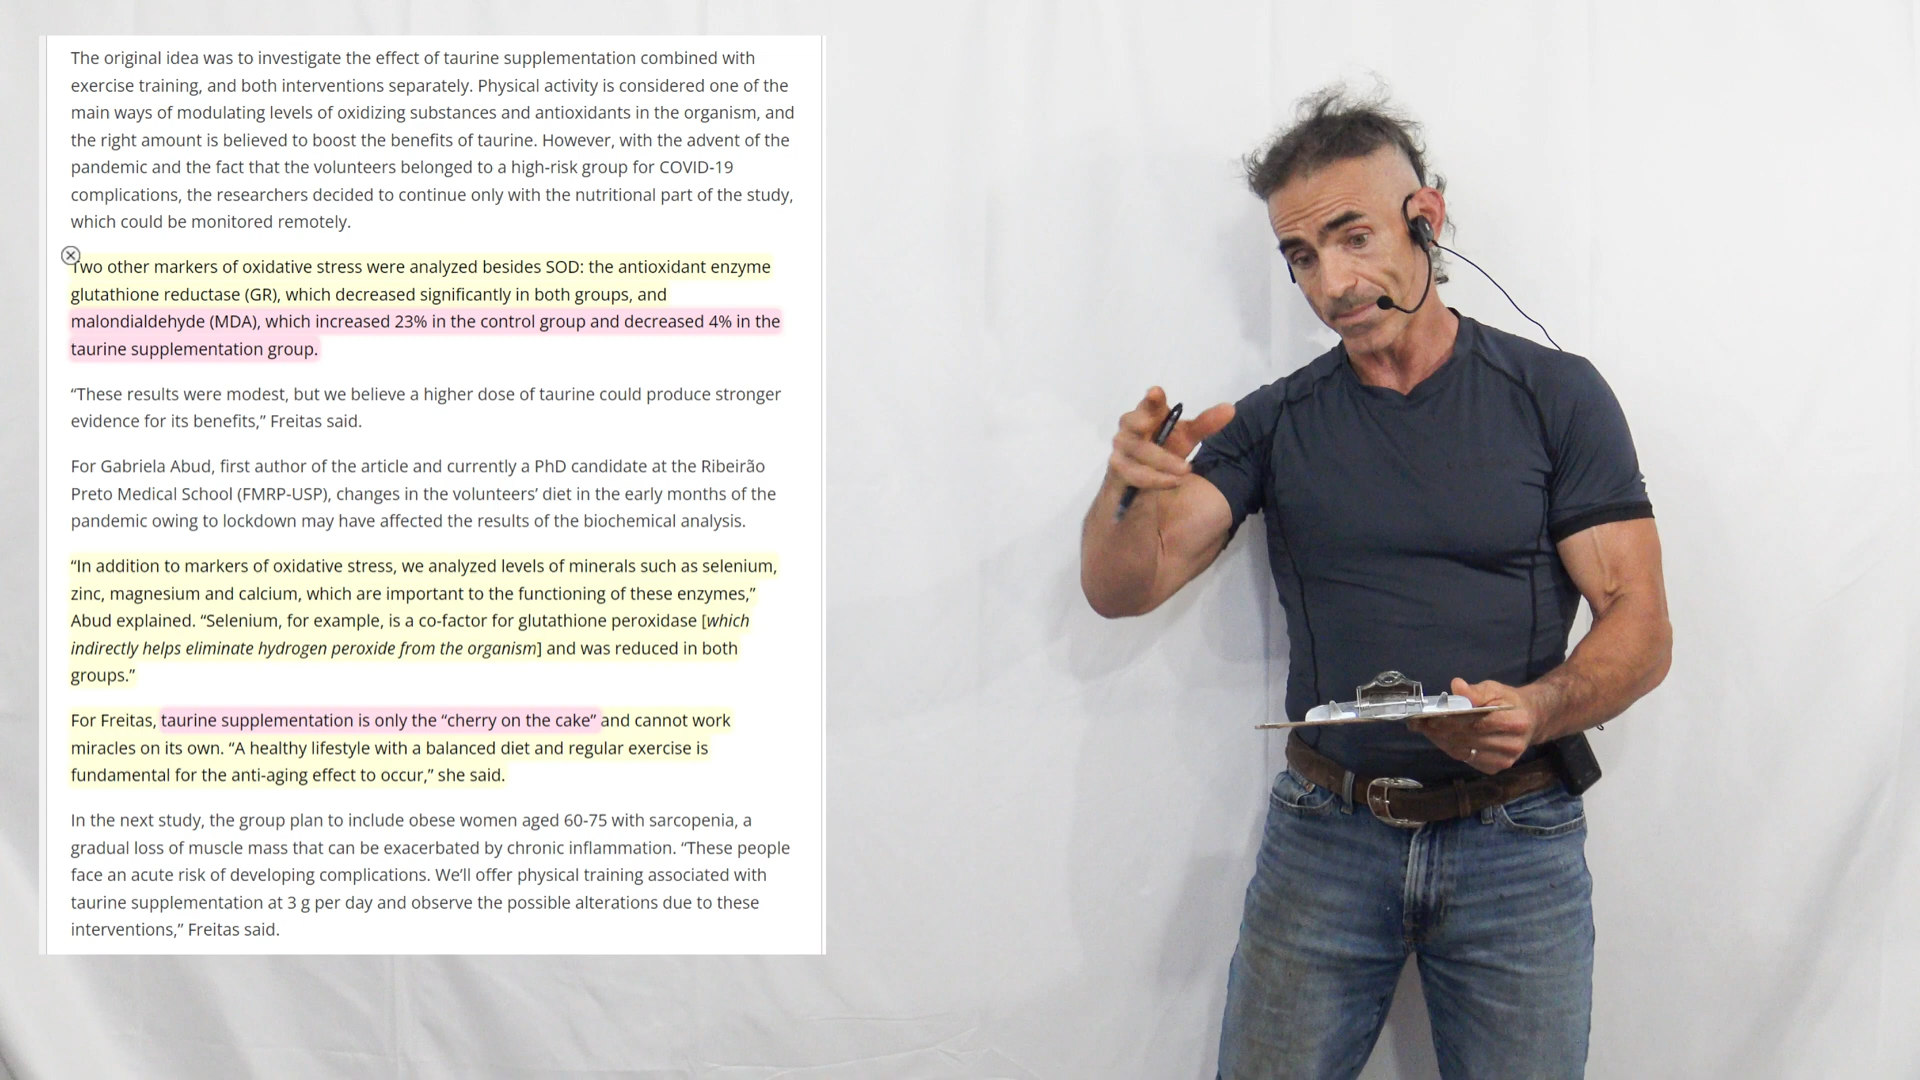 The original idea was to investigate the effect of taurine supplementation combined with
exercise training, and both interventions separately. Physical activity is considered one of the
main ways of modulating levels of oxidizing substances and antioxidants in the organism, and
the right amount is believed to boost the benefits of taurine. However, with the advent of the
pandemic and the fact that the volunteers belonged to a high-risk group for COVID-19
complications, the researchers decided to continue only with the nutritional part of the study,
which could be monitored remotely.
Two other markers of oxidative stress were analyzed besides SOD: the antioxidant enzyme
glutathione reductase (GR), which decreased significantly in both groups, and
malondialdehyde (MDA), which increased 23% in the control group and decreased 4% in the
taurine supplementation group.
“These results were modest, but we believe a higher dose of taurine could produce stronger
evidence for its benefits,” Freitas said.
For Gabriela Abud, first author of the article and currently a PhD candidate at the Ribeirão
Preto Medical School (FMRP-USP), changes in the volunteers’ diet in the early months of the
pandemic owing to lockdown may have affected the results of the biochemical analysis.
“In addition to markers of oxidative stress, we analyzed levels of minerals such as selenium,
zinc, magnesium and calcium, which are important to the functioning of these enzymes,”
Abud explained. “Selenium, for example, is a co-factor for glutathione peroxidase [which
indirectly helps eliminate hydrogen peroxide from the organism] and was reduced in both
groups.”
For Freitas, taurine supplementation is only the “cherry on the cake” and cannot work
miracles on its own. “A healthy lifestyle with a balanced diet and regular exercise is
fundamental for the anti-aging effect to occur,” she said.
In the next study, the group plan to include obese women aged 60-75 with sarcopenia, a
gradual loss of muscle mass that can be exacerbated by chronic inflammation. “These people
face an acute risk of developing complications. We’ll offer physical training associated with
taurine supplementation at 3 g per day and observe the possible alterations due to these
interventions,” Freitas said.